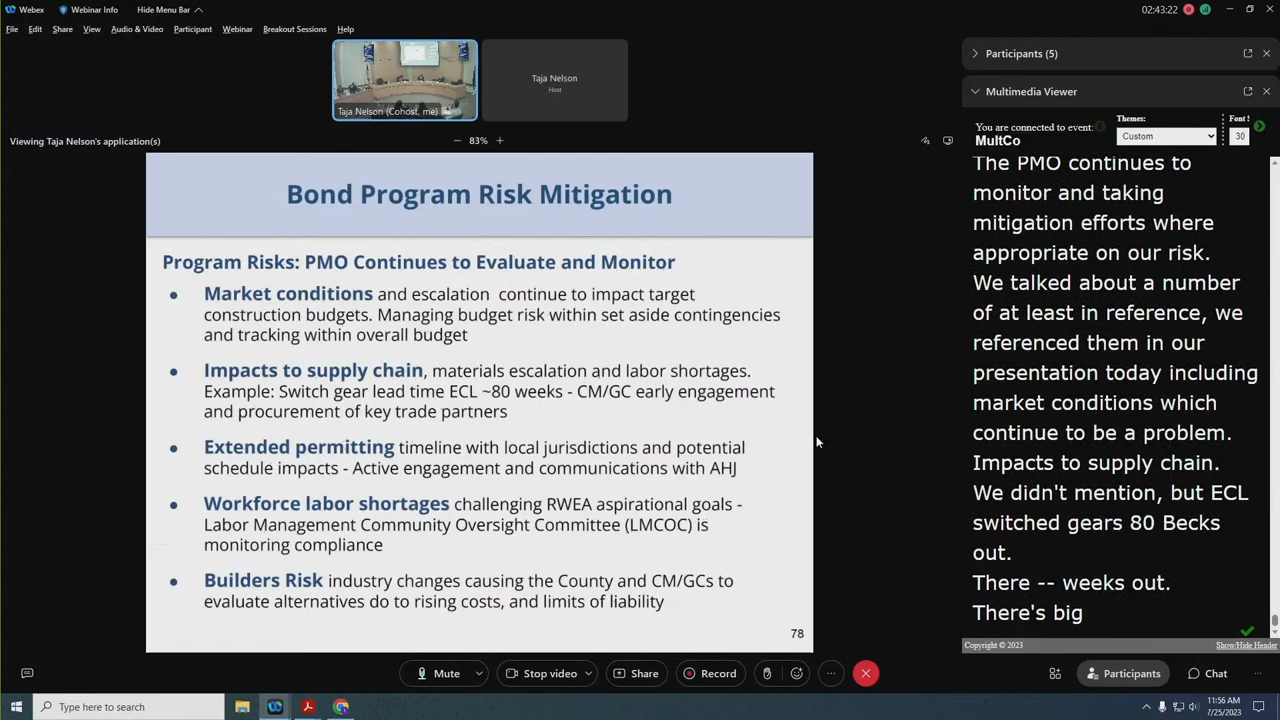 Webex
Webinar Info
Hide Menu Bar
02:43:22
File Edit Share View Audio & Video Participant Webinar Breakout Sessions Help
Taja Nelson (Cohost, me)
Taja Nelson
Host
Viewing Taja Nelson's application(s)
83%
Bond Program Risk Mitigation
Program Risks: PMO Continues to Evaluate and Monitor
● Market conditions and escalation continue to impact target
construction budgets. Managing budget risk within set aside contingencies
and tracking within overall budget
● Impacts to supply chain, materials escalation and labor shortages.
Example: Switch gear lead time ECL ~80 weeks - CM/GC early engagement
and procurement of key trade partners
● Extended permitting timeline with local jurisdictions and potential
schedule impacts - Active engagement and communications with AHJ
● Workforce labor shortages challenging RWEA aspirational goals -
Labor Management Community Oversight Committee (LMCOC) is
monitoring compliance
● Builders Risk industry changes causing the County and CM/GCs to
evaluate alternatives do to rising costs, and limits of liability
78
Participants (5)
Multimedia Viewer
You are connected to event:
MultCo
Themes:
Custom
Font S
30
The PMO continues to
monitor and taking
mitigation efforts where
appropriate on our risk.
We talked about a number
of at least in reference, we
referenced them in our
presentation today including
market conditions which
continue to be a problem.
Impacts to supply chain.
We didn't mention, but ECL
switched gears 80 Becks
out.
There -- weeks out.
There's big
Copyright © 2023
Show/Hide Header
Mute
Stop video
Share
Record
Participants
Chat
Type here to search
11:56 AM
7/25/2023